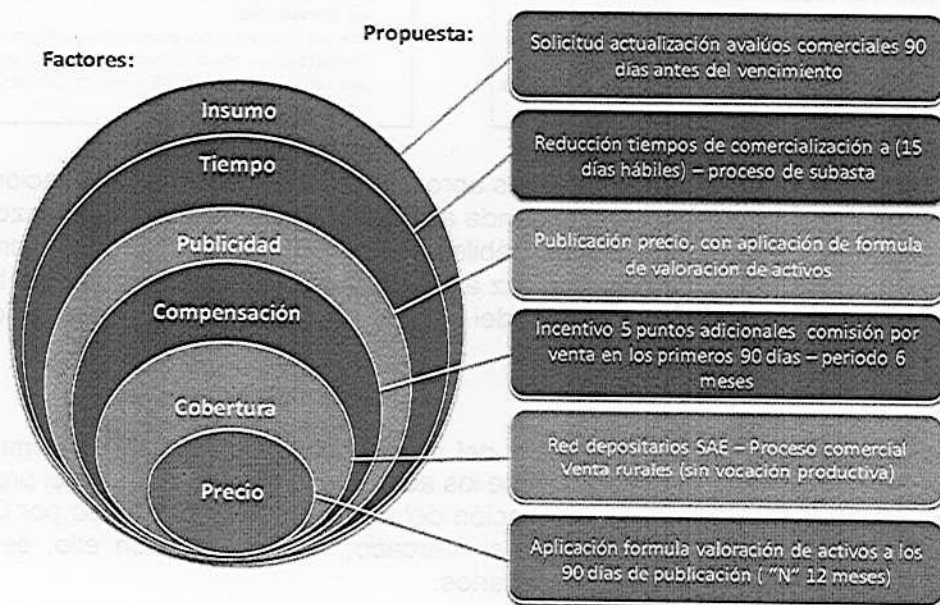 Propuesta:
Factores:
Insumo
Tiempo
Publicidad
Compensación
Cobertura
Precio
Solicitud actualización avalúos comerciales 90
días antes del vencimiento
Reducción tiempos de comercialización a (15
días hábiles) – proceso de subasta
Publicación precio, con aplicación de formula
de valoración de activos
Incentivo 5 puntos adicionales comisión por
venta en los primeros 90 días – periodo 6
meses
Red depositarios SAE – Proceso comercial
Venta rurales (sin vocación productiva)
Aplicación formula valoración de activos a los
90 días de publicación ( "N" 12 meses)